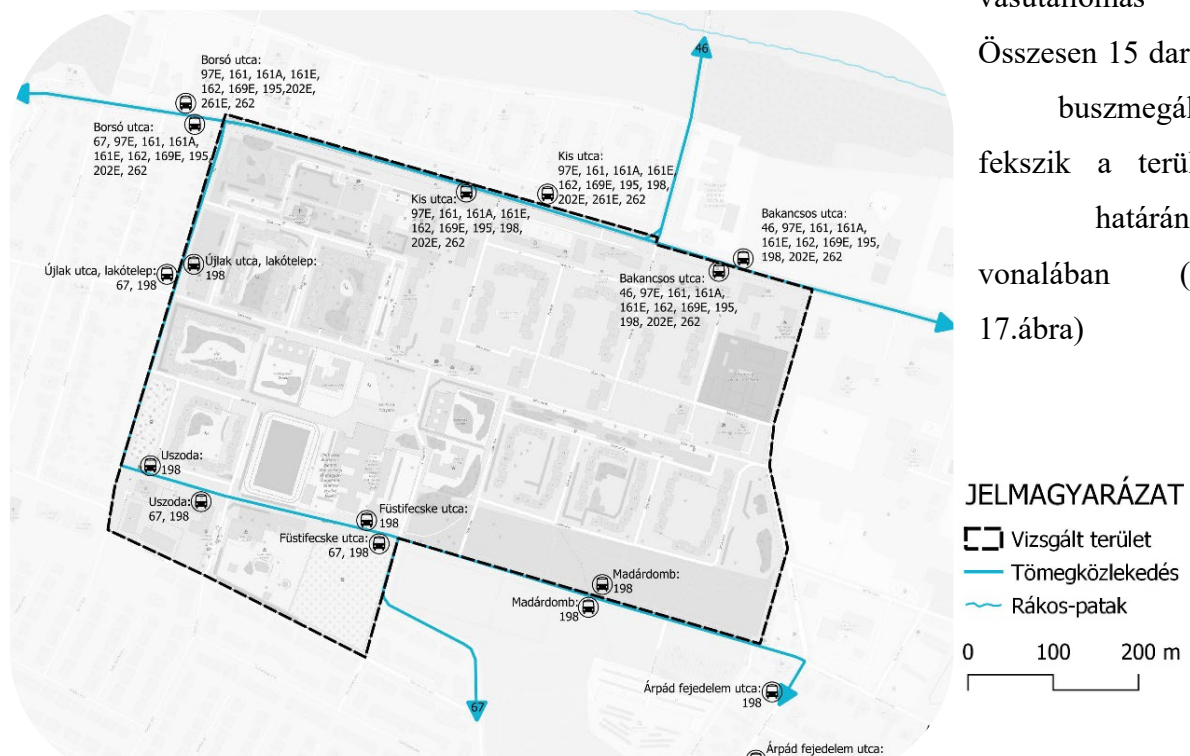 vasútállomás
Összesen 15 dar
buszmegál
fekszik a terül
határán
vonalában (
17.ábra)
46
Borsó utca:
97E, 161, 161A, 161E,
162, 169E, 195,202E,
261E, 262
Borsó utca:
67, 97E, 161, 161A,
161E, 162, 169E, 195,
202E, 262
Kis utca:
97E, 161, 161A, 161E,
162, 169E, 195, 198,
202E, 261E, 262
Kis utca:
97E, 161, 161A, 161E,
162, 169E, 195, 198,
202E, 262
Bakancsos utca:
46, 97E, 161, 161A,
161E, 162, 169E, 195,
198, 202E, 262
Bakancsos utca:
46, 97E, 161, 161A,
161E, 162, 169E, 195,
198, 202E, 262
Újlak utca, lakótelep:
67, 198
Újlak utca, lakótelep:
198
Uszoda:
198
Uszoda:
67, 198
Füstifecske utca:
198
Füstifecske utca:
67, 198
Madárdomb:
198
Madárdomb:
198
Árpád fejedelem utca:
198
67
Árpád fejedelem utca:
JELMAGYARÁZAT
Vizsgált terület
Tömegközlekedés
Rákos-patak
0 100 200 m